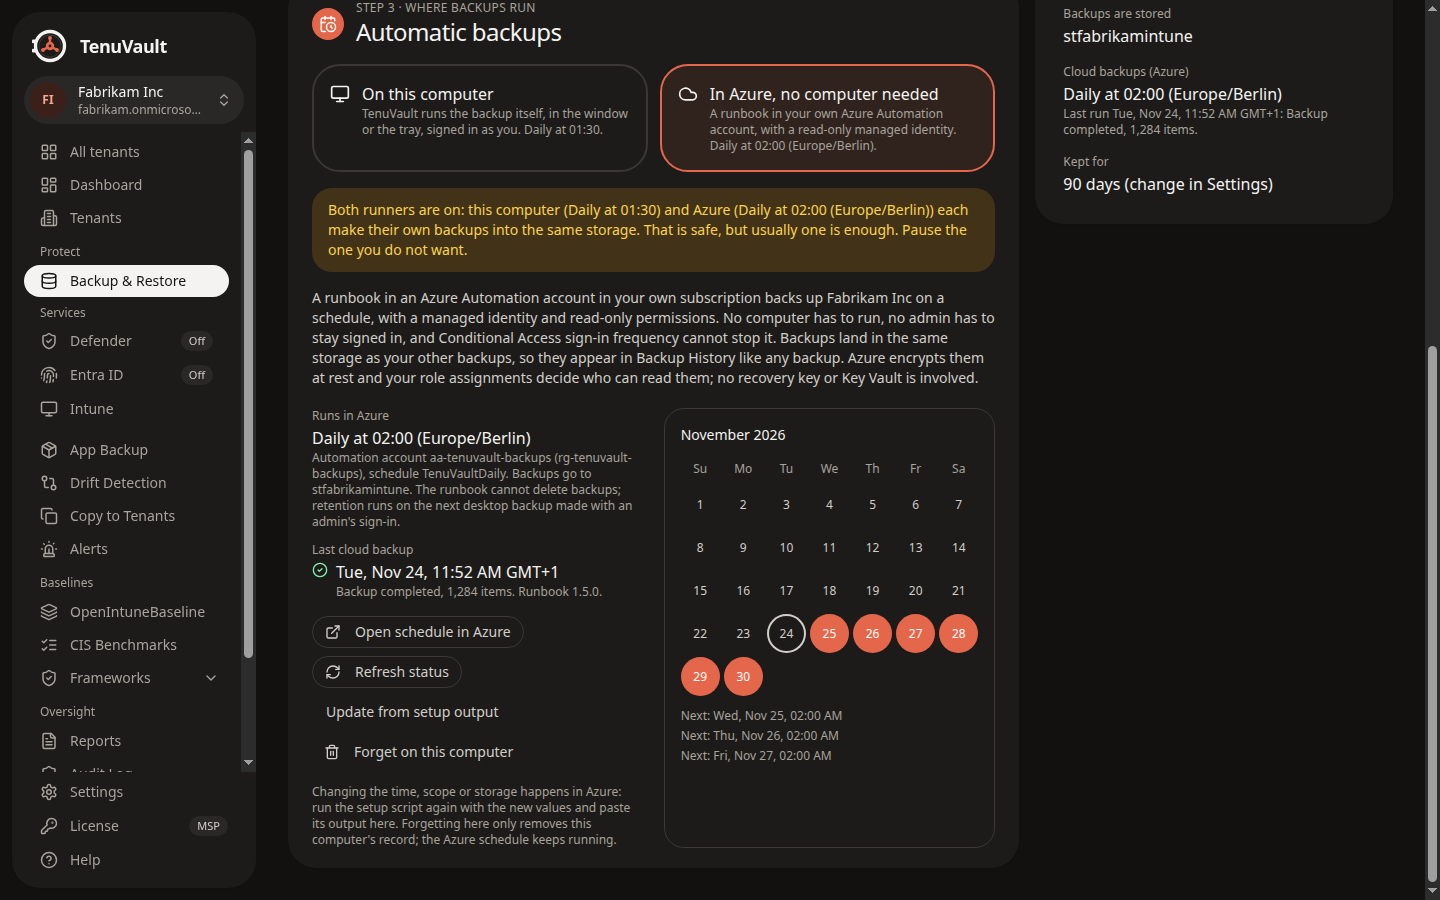 TenuVault
FI
Fabrikam Inc
fabrikam.onmicroso...
All tenants
Dashboard
Tenants
Protect
Backup & Restore
Services
Defender
Off
Entra ID
Off
Intune
App Backup
Drift Detection
Copy to Tenants
Alerts
Baselines
OpenIntuneBaseline
CIS Benchmarks
Frameworks
Oversight
Reports
Audit Log
Settings
License
MSP
Help
STEP 3 · WHERE BACKUPS RUN
Automatic backups
On this computer
TenuVault runs the backup itself, in the window
or the tray, signed in as you. Daily at 01:30.
In Azure, no computer needed
A runbook in your own Azure Automation
account, with a read-only managed identity.
Daily at 02:00 (Europe/Berlin).
Both runners are on: this computer (Daily at 01:30) and Azure (Daily at 02:00 (Europe/Berlin)) each
make their own backups into the same storage. That is safe, but usually one is enough. Pause the
one you do not want.
A runbook in an Azure Automation account in your own subscription backs up Fabrikam Inc on a
schedule, with a managed identity and read-only permissions. No computer has to run, no admin has to
stay signed in, and Conditional Access sign-in frequency cannot stop it. Backups land in the same
storage as your other backups, so they appear in Backup History like any backup. Azure encrypts them
at rest and your role assignments decide who can read them; no recovery key or Key Vault is involved.
Runs in Azure
Daily at 02:00 (Europe/Berlin)
Automation account aa-tenuvault-backups (rg-tenuvault-
backups), schedule TenuVaultDaily. Backups go to
stfabrikamintune. The runbook cannot delete backups;
retention runs on the next desktop backup made with an
admin's sign-in.
Last cloud backup
Tue, Nov 24, 11:52 AM GMT+1
Backup completed, 1,284 items. Runbook 1.5.0.
Open schedule in Azure
Refresh status
Update from setup output
Forget on this computer
Changing the time, scope or storage happens in Azure:
run the setup script again with the new values and paste
its output here. Forgetting here only removes this
computer's record; the Azure schedule keeps running.
November 2026
Su Mo Tu We Th Fr Sa
1 2 3 4 5 6 7
8 9 10 11 12 13 14
15 16 17 18 19 20 21
22 23 24 25 26 27 28
29 30
Next: Wed, Nov 25, 02:00 AM
Next: Thu, Nov 26, 02:00 AM
Next: Fri, Nov 27, 02:00 AM
Backups are stored
stfabrikamintune
Cloud backups (Azure)
Daily at 02:00 (Europe/Berlin)
Last run Tue, Nov 24, 11:52 AM GMT+1: Backup
completed, 1,284 items.
Kept for
90 days (change in Settings)